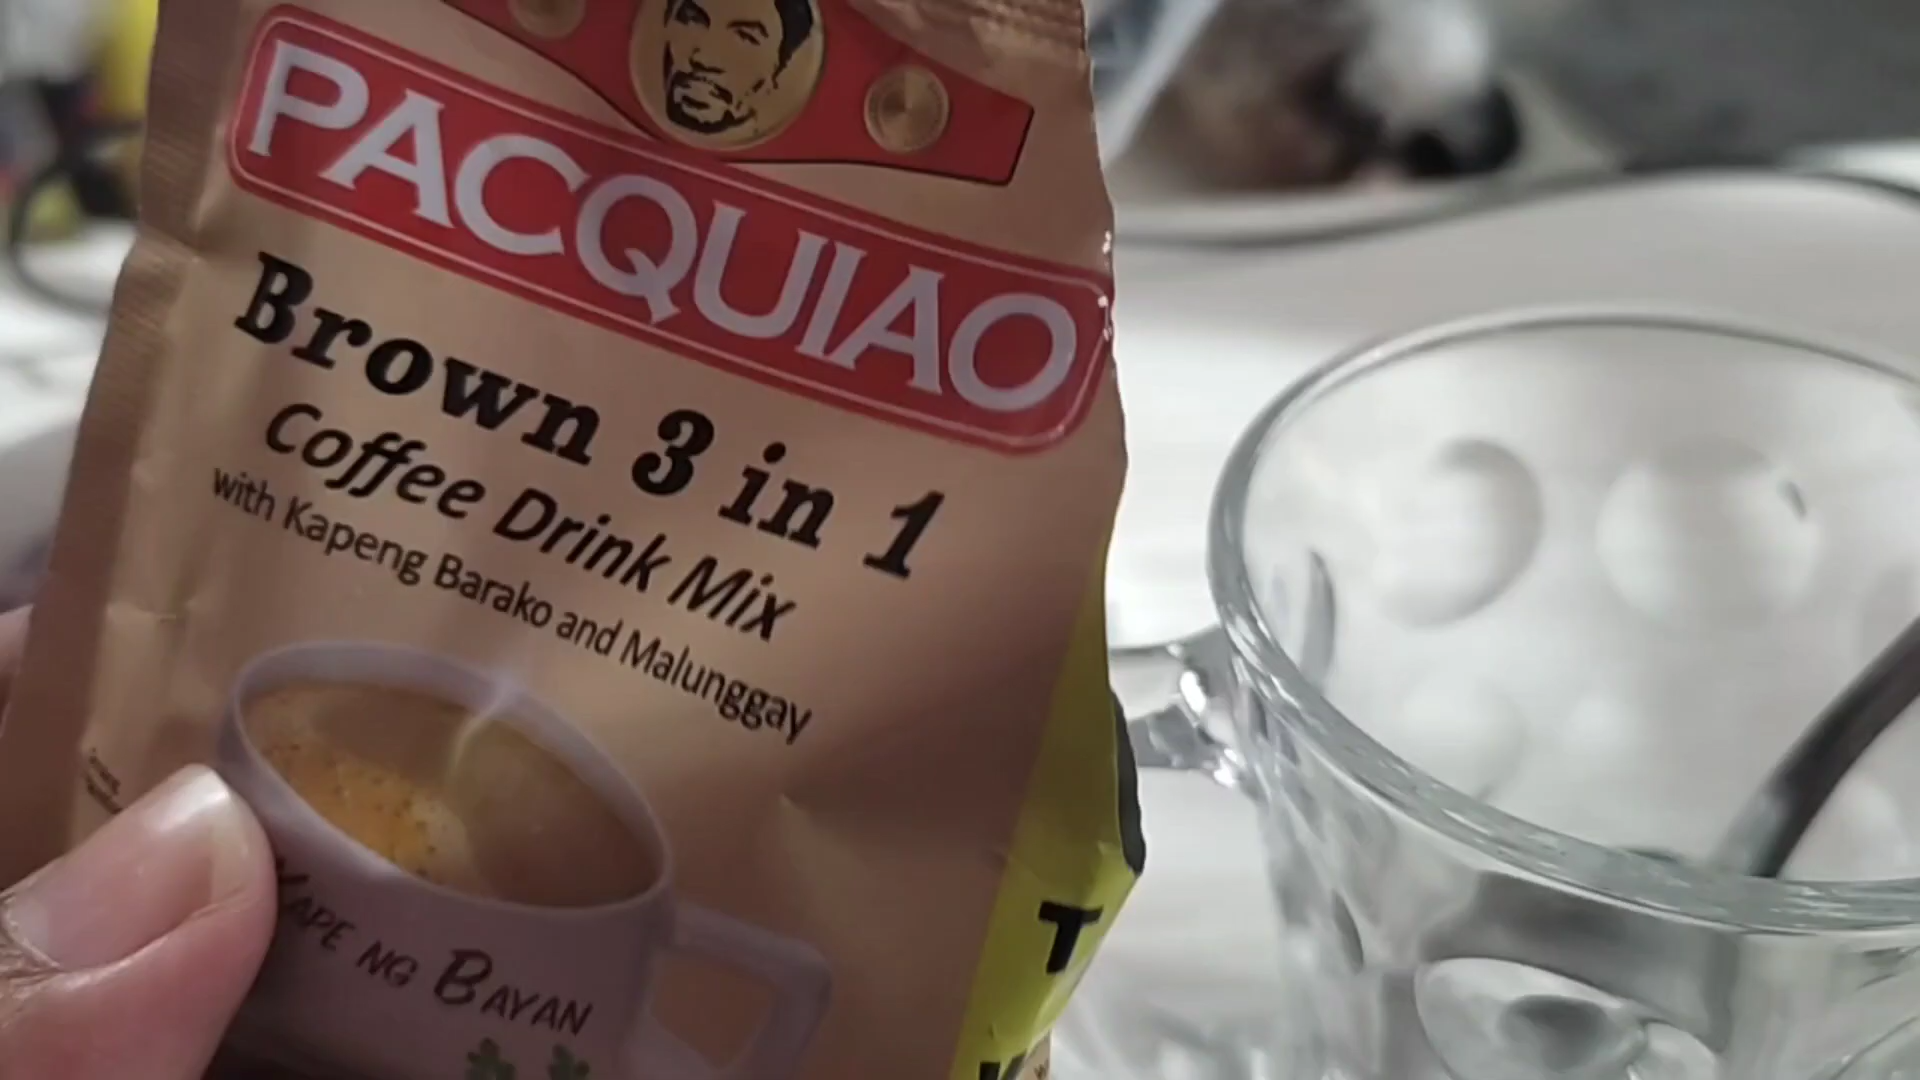 PACQUIAO
Brown 3 in 1
Coffee Drink Mix
with Kapeng Barako and Malunggay
KAPE NG BAYAN
T